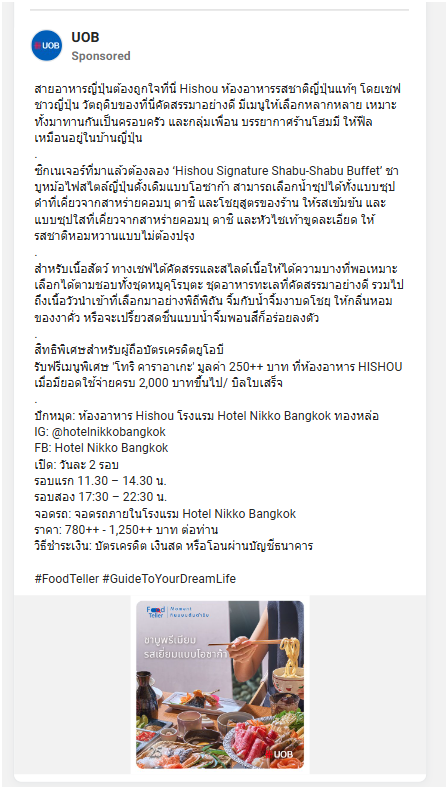 UOB
UOB
Sponsored
สายอาหารญี่ปุ่นต้องถูกใจที่นี่ Hishou ห้องอาหารรสชาติญี่ปุ่นแท้ๆ โดยเชฟ
ชาวญี่ปุ่น วัตถุดิบของที่นี่คัดสรรมาอย่างดี มีเมนูให้เลือกหลากหลาย เหมาะ
ทั้งมาทานกันเป็นครอบครัว และกลุ่มเพื่อน บรรยากาศร้านโฮมมี่ ให้ฟีล
เหมือนอยู่ในบ้านญี่ปุ่น
.
ซิกเนเจอร์ที่มาแล้วต้องลอง ‘Hishou Signature Shabu-Shabu Buffet’ ชา
บูหม้อไฟสไตล์ญี่ปุ่นดั้งเดิมแบบโอซาก้า สามารถเลือกน้ำซุปได้ทั้งแบบซุป
ดำที่เคี่ยวจากสาหร่ายคอมบุ ดาชิ และโชยุสูตรของร้าน ให้รสเข้มข้น และ
แบบซุปใสที่เคี่ยวจากสาหร่ายคอมบุ ดาชิ และหัวไชเท้าขูดละเอียด ให้
รสชาติหอมหวานแบบไม่ต้องปรุง
.
สำหรับเนื้อสัตว์ ทางเชฟได้คัดสรรและสไลด์เนื้อให้ได้ความบางที่พอเหมาะ
เลือกได้ตามชอบทั้งชุดหมูคุโรบุตะ ชุดอาหารทะเลที่คัดสรรมาอย่างดี รวมไป
ถึงเนื้อวัวนำเข้าที่เลือกมาอย่างพิถีพิถัน จิ้มกับน้ำจิ้มงาบดโชยุ ให้กลิ่นหอม
ของงาคั่ว หรือจะเปรี้ยวสดชื่นแบบน้ำจิ้มพอนสึก็อร่อยลงตัว
.
สิทธิพิเศษสำหรับผู้ถือบัตรเครดิตยูโอบี
รับฟรีเมนูพิเศษ 'โทริ คาราอาเกะ' มูลค่า 250++ บาท ที่ห้องอาหาร HISHOU
เมื่อมียอดใช้จ่ายครบ 2,000 บาทขึ้นไป/ บิลใบเสร็จ
.
ปักหมุด: ห้องอาหาร Hishou โรงแรม Hotel Nikko Bangkok ทองหล่อ
IG: @hotelnikkobangkok
FB: Hotel Nikko Bangkok
เปิด: วันละ 2 รอบ
รอบแรก 11.30 – 14.30 น.
รอบสอง 17:30 – 22:30 น.
จอดรถ: จอดรถภายในโรงแรม Hotel Nikko Bangkok
ราคา: 780++ - 1,250++ บาท ต่อท่าน
วิธีชำระเงิน: บัตรเครดิต เงินสด หรือโอนผ่านบัญชีธนาคาร
#FoodTeller #GuideToYourDreamLife
Food
Teller
ชาบูพรีเมียม
รสเยี่ยมแบบโอซาก้า
UOB